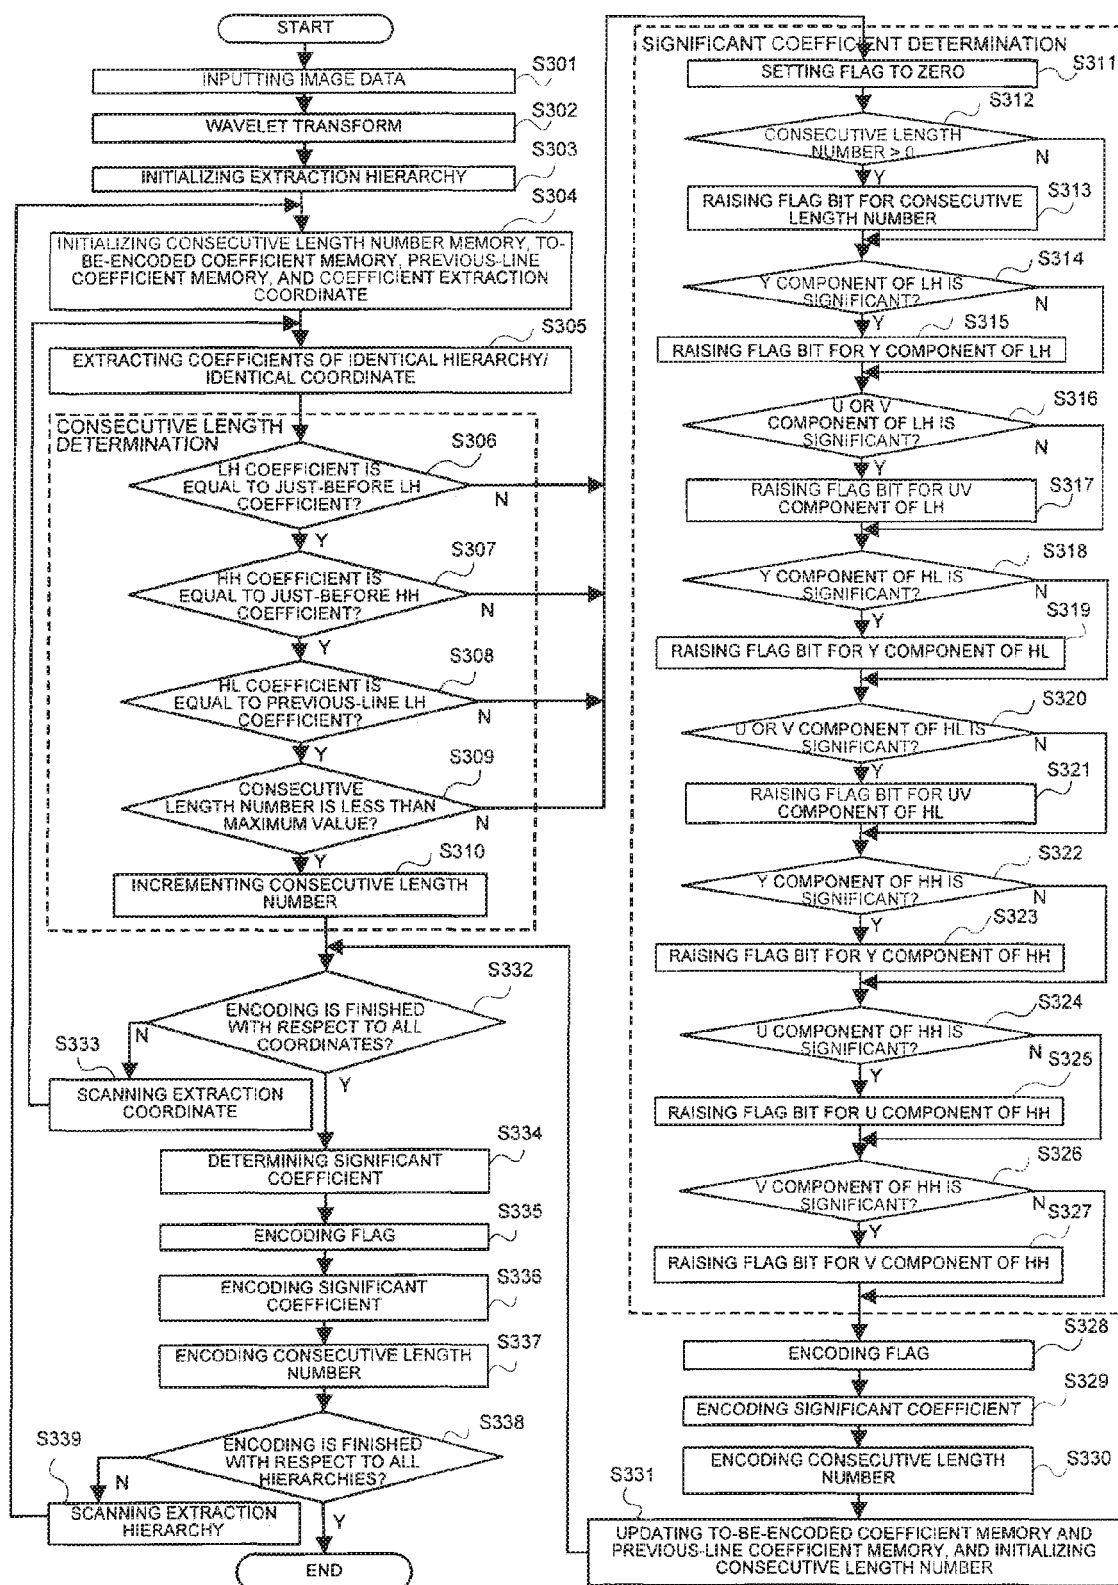 START
S301
INPUTTING IMAGE DATA
S302
WAVELET TRANSFORM
S303
INITIALIZING EXTRACTION HIERARCHY
S304
INITIALIZING CONSECUTIVE LENGTH NUMBER MEMORY, TO-
BE-ENCODED COEFFICIENT MEMORY, PREVIOUS-LINE
COEFFICIENT MEMORY, AND COEFFICIENT EXTRACTION
COORDINATE
S305
EXTRACTING COEFFICIENTS OF IDENTICAL HIERARCHY/
IDENTICAL COORDINATE
CONSECUTIVE LENGTH
DETERMINATION
S306
LH COEFFICIENT IS
EQUAL TO JUST-BEFORE LH
COEFFICIENT?
N
Y
S307
HH COEFFICIENT IS
EQUAL TO JUST-BEFORE HH
COEFFICIENT?
N
Y
S308
HL COEFFICIENT IS
EQUAL TO PREVIOUS-LINE LH
COEFFICIENT?
N
Y
S309
CONSECUTIVE
LENGTH NUMBER IS LESS THAN
MAXIMUM VALUE?
N
Y
S310
INCREMENTING CONSECUTIVE LENGTH
NUMBER
S332
ENCODING IS FINISHED
WITH RESPECT TO ALL
COORDINATES?
N
Y
S333
SCANNING EXTRACTION
COORDINATE
S334
DETERMINING SIGNIFICANT
COEFFICIENT
S335
ENCODING FLAG
S336
ENCODING SIGNIFICANT
COEFFICIENT
S337
ENCODING CONSECUTIVE LENGTH
NUMBER
S338
ENCODING IS FINISHED
WITH RESPECT TO ALL
HIERARCHIES?
N
Y
S339
SCANNING EXTRACTION
HIERARCHY
END
SIGNIFICANT COEFFICIENT DETERMINATION
S311
SETTING FLAG TO ZERO
S312
CONSECUTIVE LENGTH
NUMBER > 0
N
Y
S313
RAISING FLAG BIT FOR CONSECUTIVE
LENGTH NUMBER
S314
Y COMPONENT OF LH IS
SIGNIFICANT?
N
Y
S315
RAISING FLAG BIT FOR Y COMPONENT OF LH
S316
U OR V
COMPONENT OF LH IS
SIGNIFICANT?
N
Y
S317
RAISING FLAG BIT FOR UV
COMPONENT OF LH
S318
Y COMPONENT OF HL IS
SIGNIFICANT?
N
Y
S319
RAISING FLAG BIT FOR Y COMPONENT OF HL
S320
U OR V COMPONENT OF HL IS
SIGNIFICANT?
N
Y
S321
RAISING FLAG BIT FOR UV
COMPONENT OF HL
S322
Y COMPONENT OF HH IS
SIGNIFICANT?
N
Y
S323
RAISING FLAG BIT FOR Y COMPONENT OF HH
S324
U COMPONENT OF HH IS
SIGNIFICANT?
N
Y
S325
RAISING FLAG BIT FOR U COMPONENT OF HH
S326
V COMPONENT OF HH IS
SIGNIFICANT?
N
Y
S327
RAISING FLAG BIT FOR V COMPONENT OF HH
S328
ENCODING FLAG
S329
ENCODING SIGNIFICANT COEFFICIENT
S330
ENCODING CONSECUTIVE LENGTH
NUMBER
S331
UPDATING TO-BE-ENCODED COEFFICIENT MEMORY AND
PREVIOUS-LINE COEFFICIENT MEMORY, AND INITIALIZING
CONSECUTIVE LENGTH NUMBER